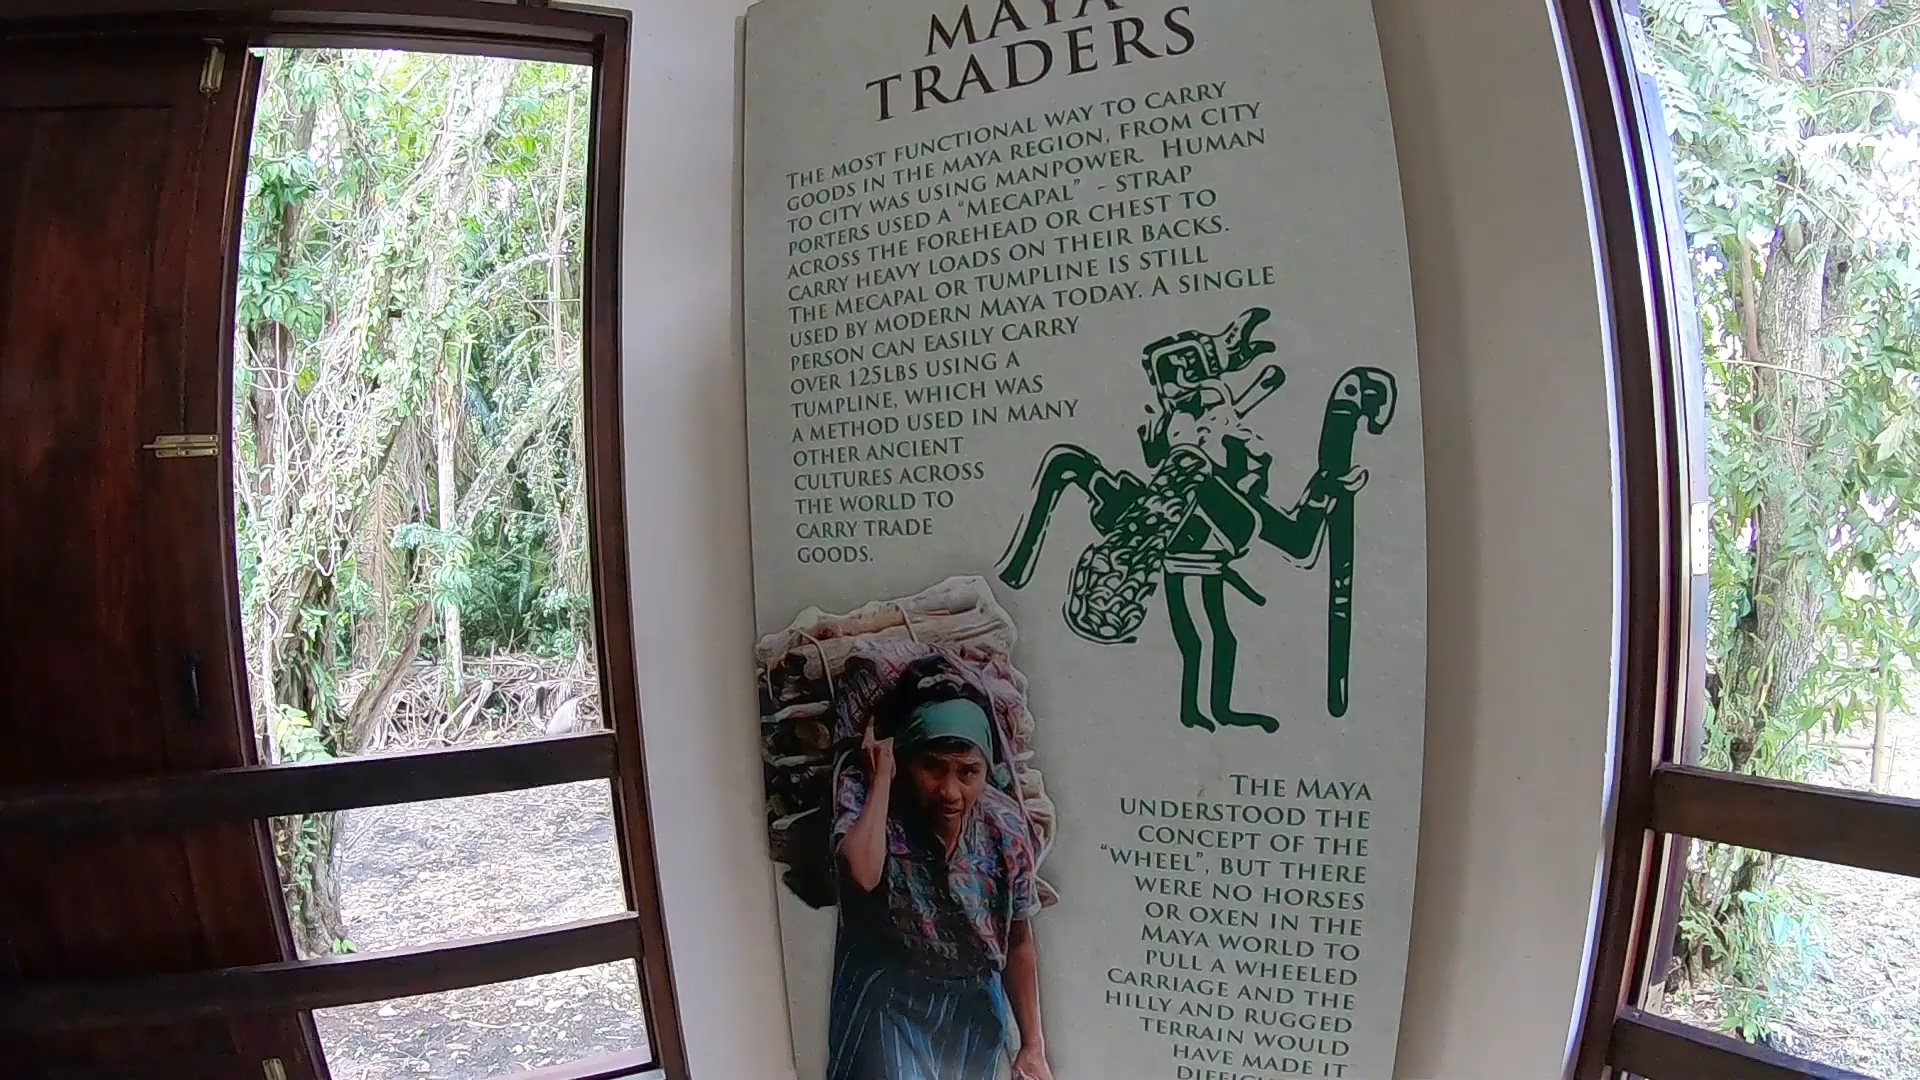 MAYA
TRADERS
THE MOST FUNCTIONAL WAY TO CARRY
GOODS IN THE MAYA REGION, FROM CITY
TO CITY WAS USING MANPOWER. HUMAN
PORTERS USED A “MECAPAL” – STRAP
ACROSS THE FOREHEAD OR CHEST TO
CARRY HEAVY LOADS ON THEIR BACKS.
THE MECAPAL OR TUMPLINE IS STILL
USED BY MODERN MAYA TODAY. A SINGLE
PERSON CAN EASILY CARRY
OVER 125LBS USING A
TUMPLINE, WHICH WAS
A METHOD USED IN MANY
OTHER ANCIENT
CULTURES ACROSS
THE WORLD TO
CARRY TRADE
GOODS.
THE MAYA
UNDERSTOOD THE
CONCEPT OF THE
“WHEEL”, BUT THERE
WERE NO HORSES
OR OXEN IN THE
MAYA WORLD TO
PULL A WHEELED
CARRIAGE AND THE
HILLY AND RUGGED
TERRAIN WOULD
HAVE MADE IT